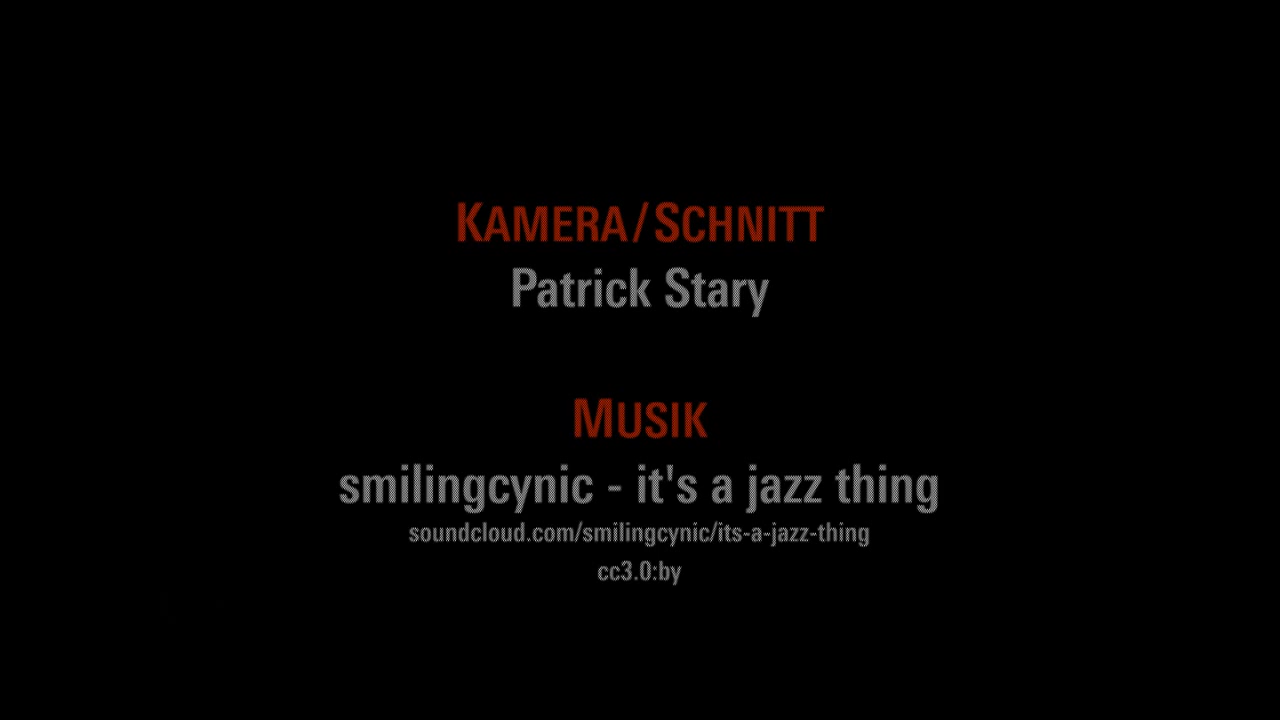 KAMERA/SCHNITT
Patrick Stary
MUSIK
smilingcynic - it's a jazz thing
soundcloud.com/smilingcynic/its-a-jazz-thing
cc3.0:by